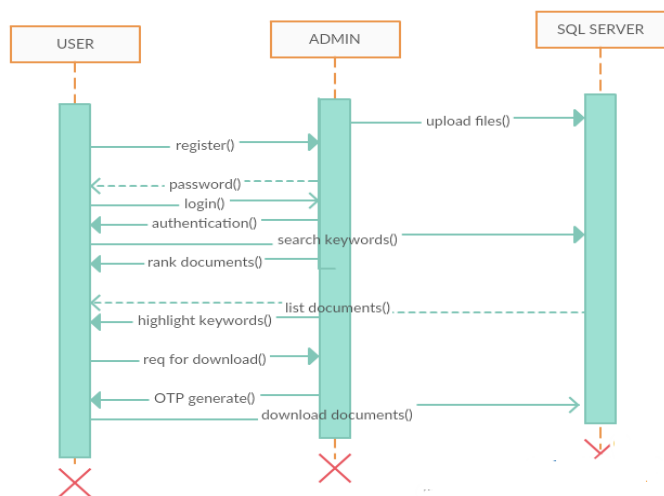 USER
ADMIN
SQL SERVER
upload files()
register()
password()
login()
authentication()
search keywords()
rank documents()
list documents()
highlight keywords()
req for download()
OTP generate()
download documents()